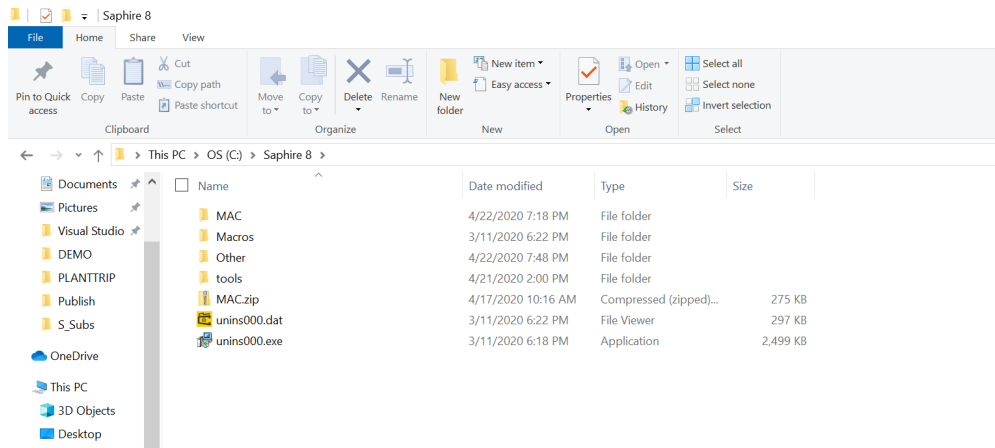 Saphire 8
File Home Share View
Pin to Quick access
Copy
Paste
Cut
Copy path
Paste shortcut
Clipboard
Move to
Copy to
Delete
Rename
Organize
New folder
New item
Easy access
New
Properties
Open
Edit
History
Open
Select all
Select none
Invert selection
Select
This PC > OS (C:) > Saphire 8 >
Documents
Pictures
Visual Studio
DEMO
PLANTTRIP
Publish
S_Subs
OneDrive
This PC
3D Objects
Desktop
Name Date modified Type Size
MAC 4/22/2020 7:18 PM File folder
Macros 3/11/2020 6:22 PM File folder
Other 4/22/2020 7:48 PM File folder
tools 4/21/2020 2:00 PM File folder
MAC.zip 4/17/2020 10:16 AM Compressed (zipped)... 275 KB
unins000.dat 3/11/2020 6:22 PM File Viewer 297 KB
unins000.exe 3/11/2020 6:18 PM Application 2,499 KB